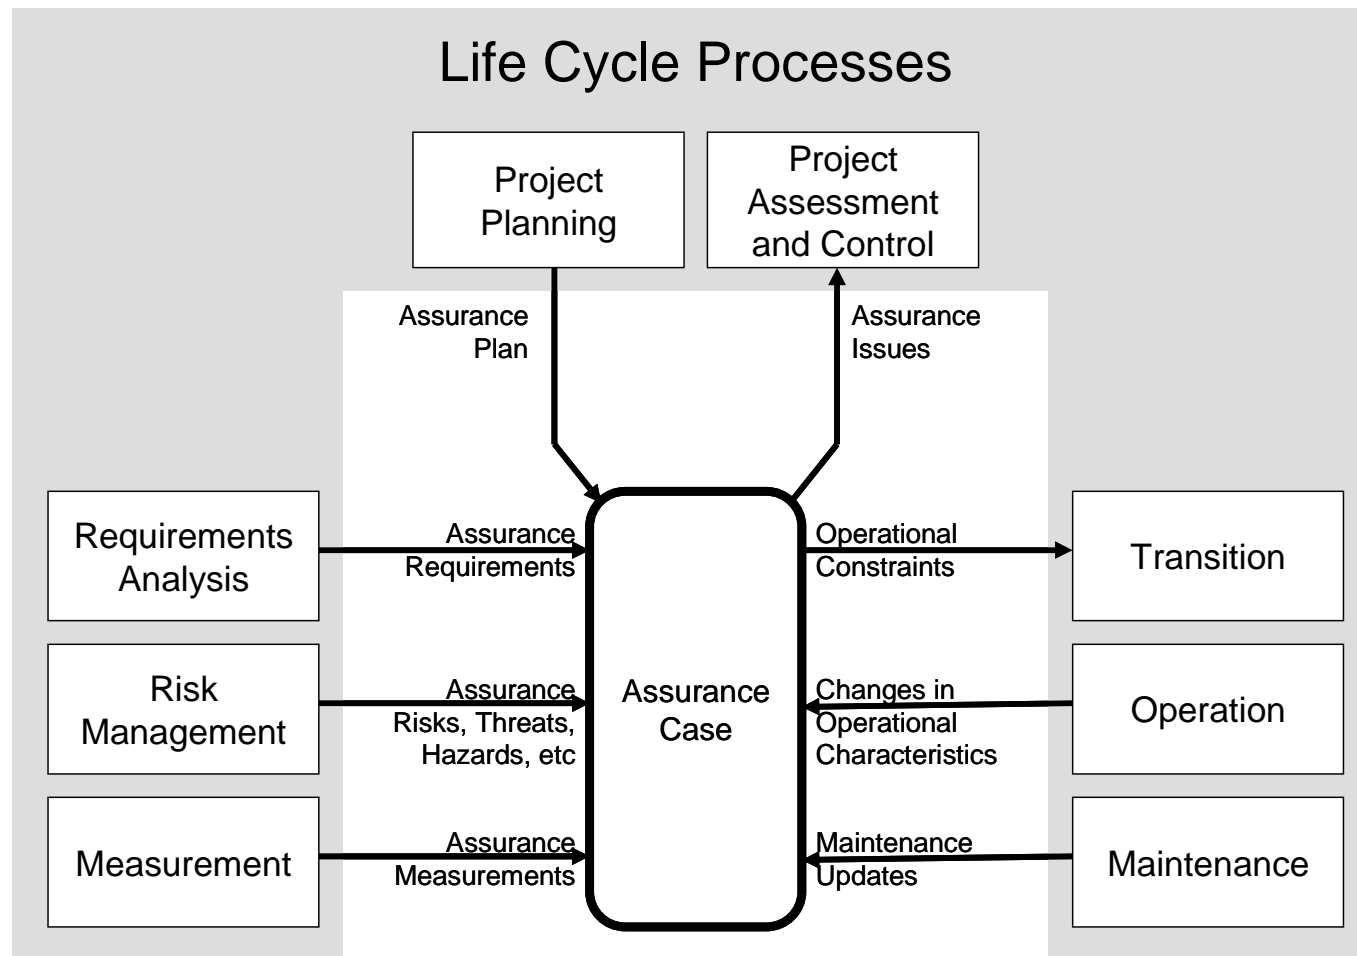 Life Cycle Processes
Project
Planning
Project
Assessment
and Control
Assurance
Plan
Assurance
Issues
Requirements
Analysis
Assurance
Requirements
Operational
Constraints
Transition
Risk
Management
Assurance
Risks, Threats,
Hazards, etc
Assurance
Case
Changes in
Operational
Characteristics
Operation
Measurement
Assurance
Measurements
Maintenance
Updates
Maintenance